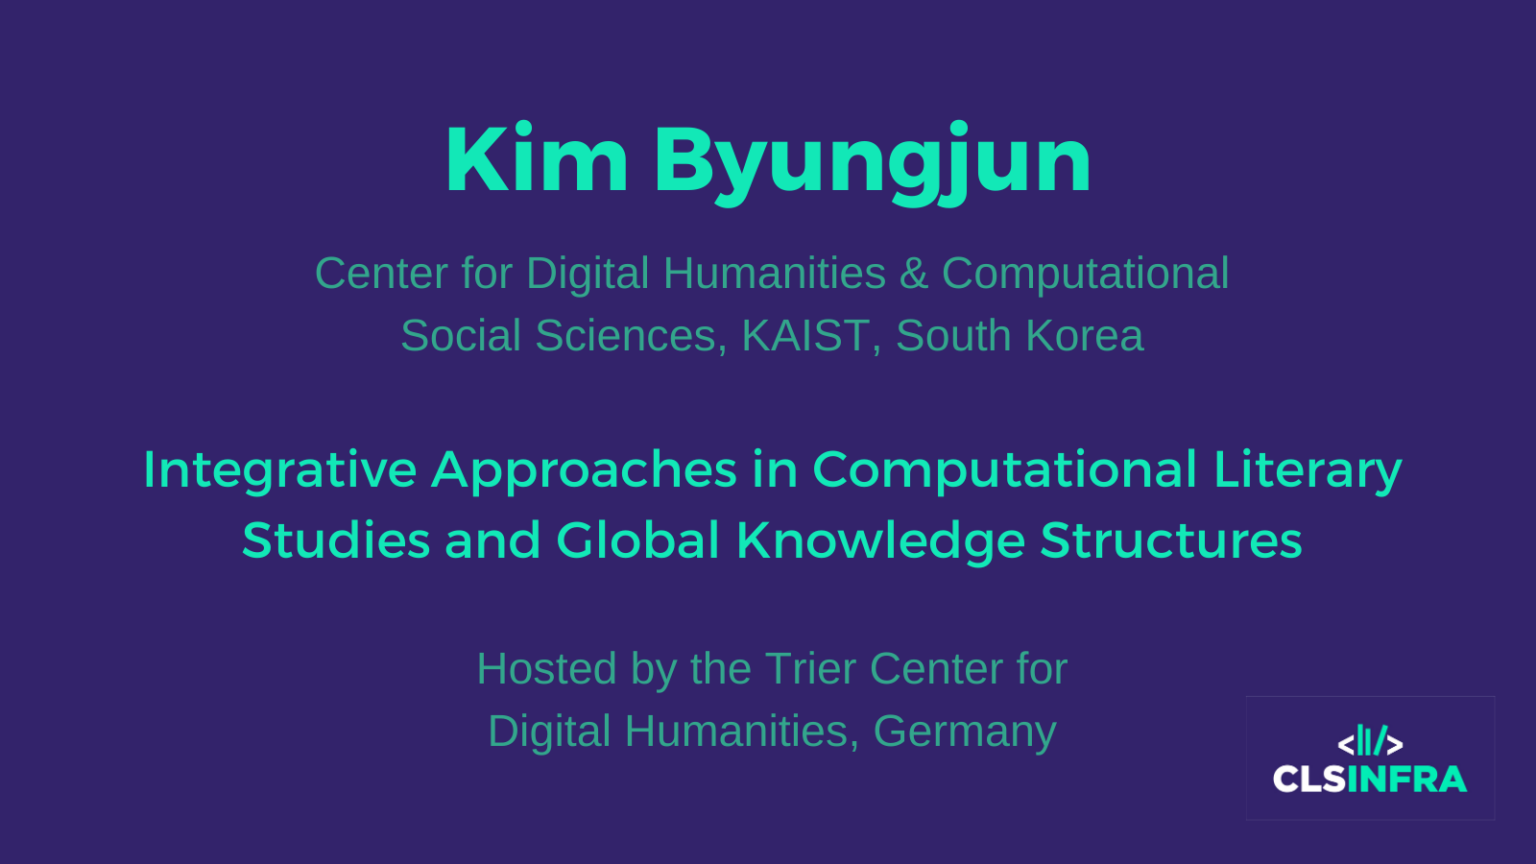 Kim Byungjun
Center for Digital Humanities & Computational
Social Sciences, KAIST, South Korea
Integrative Approaches in Computational Literary
Studies and Global Knowledge Structures
Hosted by the Trier Center for
Digital Humanities, Germany
CLSINFRA